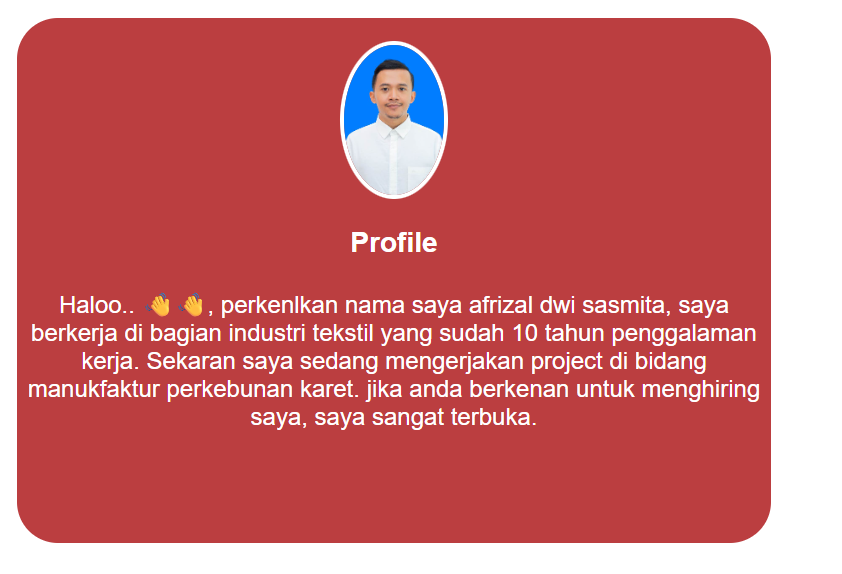 Profile
Haloo.. 👋 👋, perkenlkan nama saya afrizal dwi sasmita, saya
berkerja di bagian industri tekstil yang sudah 10 tahun penggalaman
kerja. Sekaran saya sedang mengerjakan project di bidang
manukfaktur perkebunan karet. jika anda berkenan untuk menghiring
saya, saya sangat terbuka.